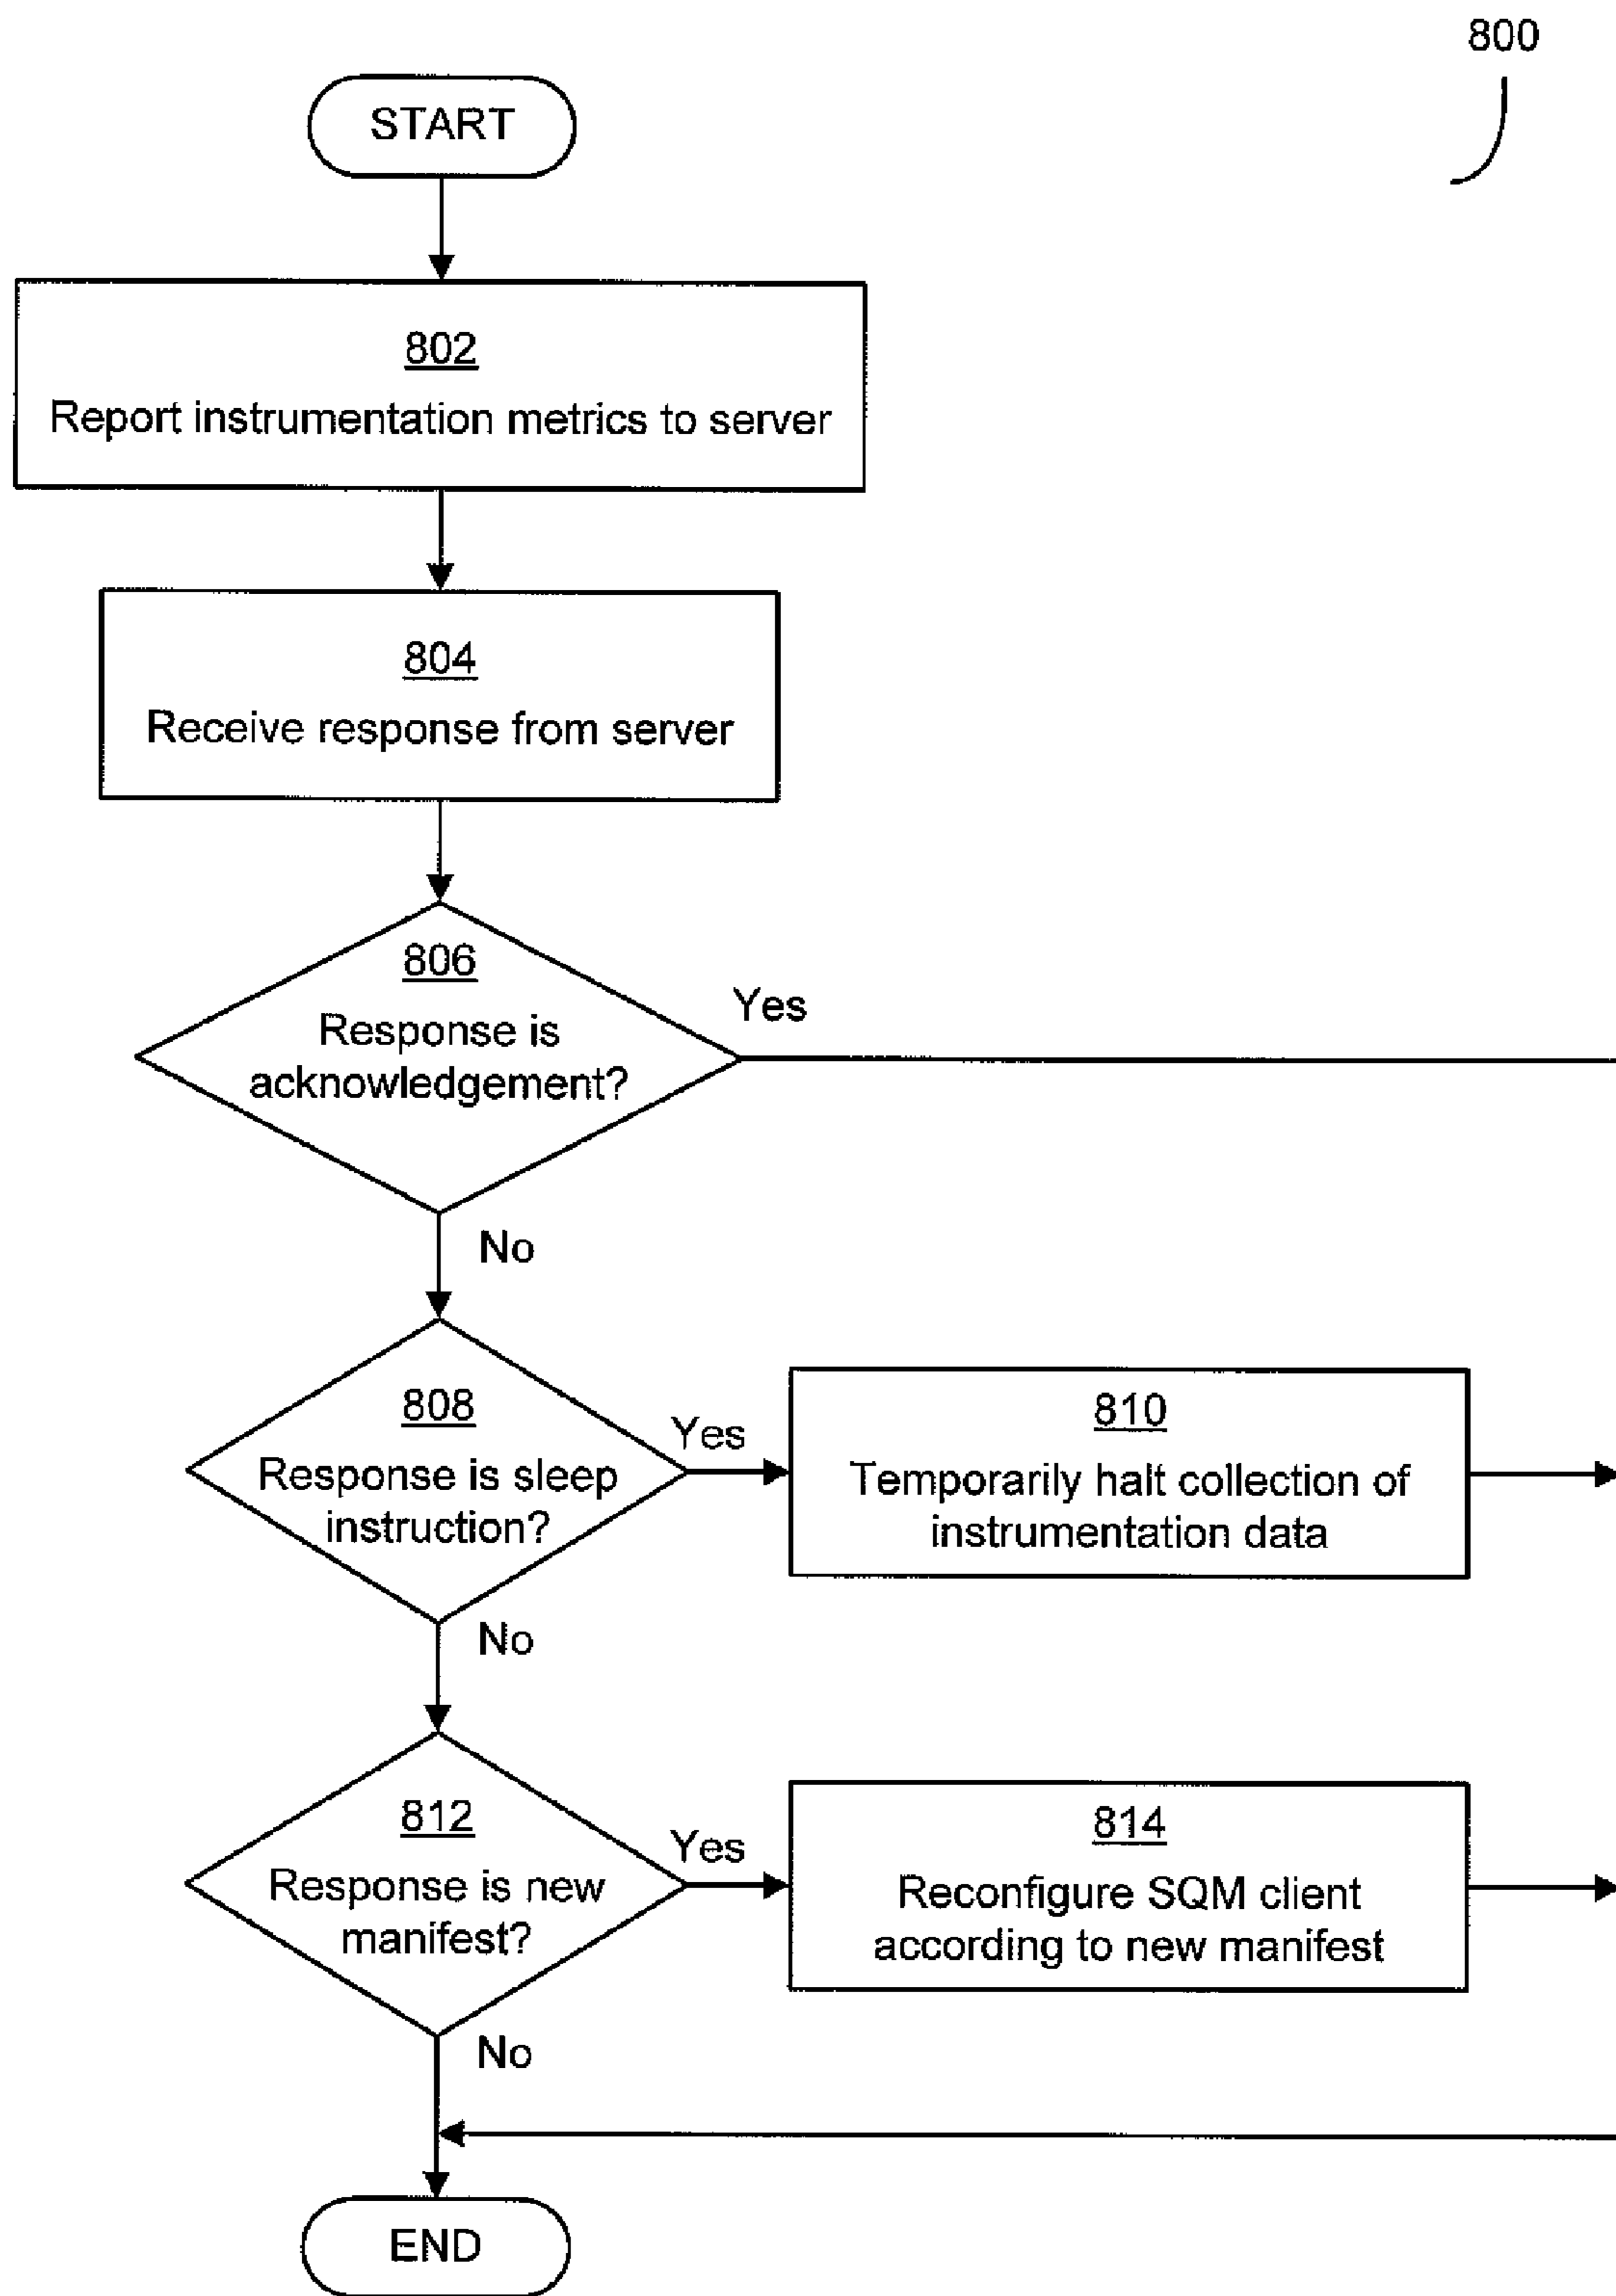 800
START
802
Report instrumentation metrics to server
804
Receive response from server
806
Response is
acknowledgement?
Yes
No
808
Response is sleep
instruction?
Yes
810
Temporarily halt collection of
instrumentation data
No
812
Response is new
manifest?
Yes
814
Reconfigure SQM client
according to new manifest
No
END